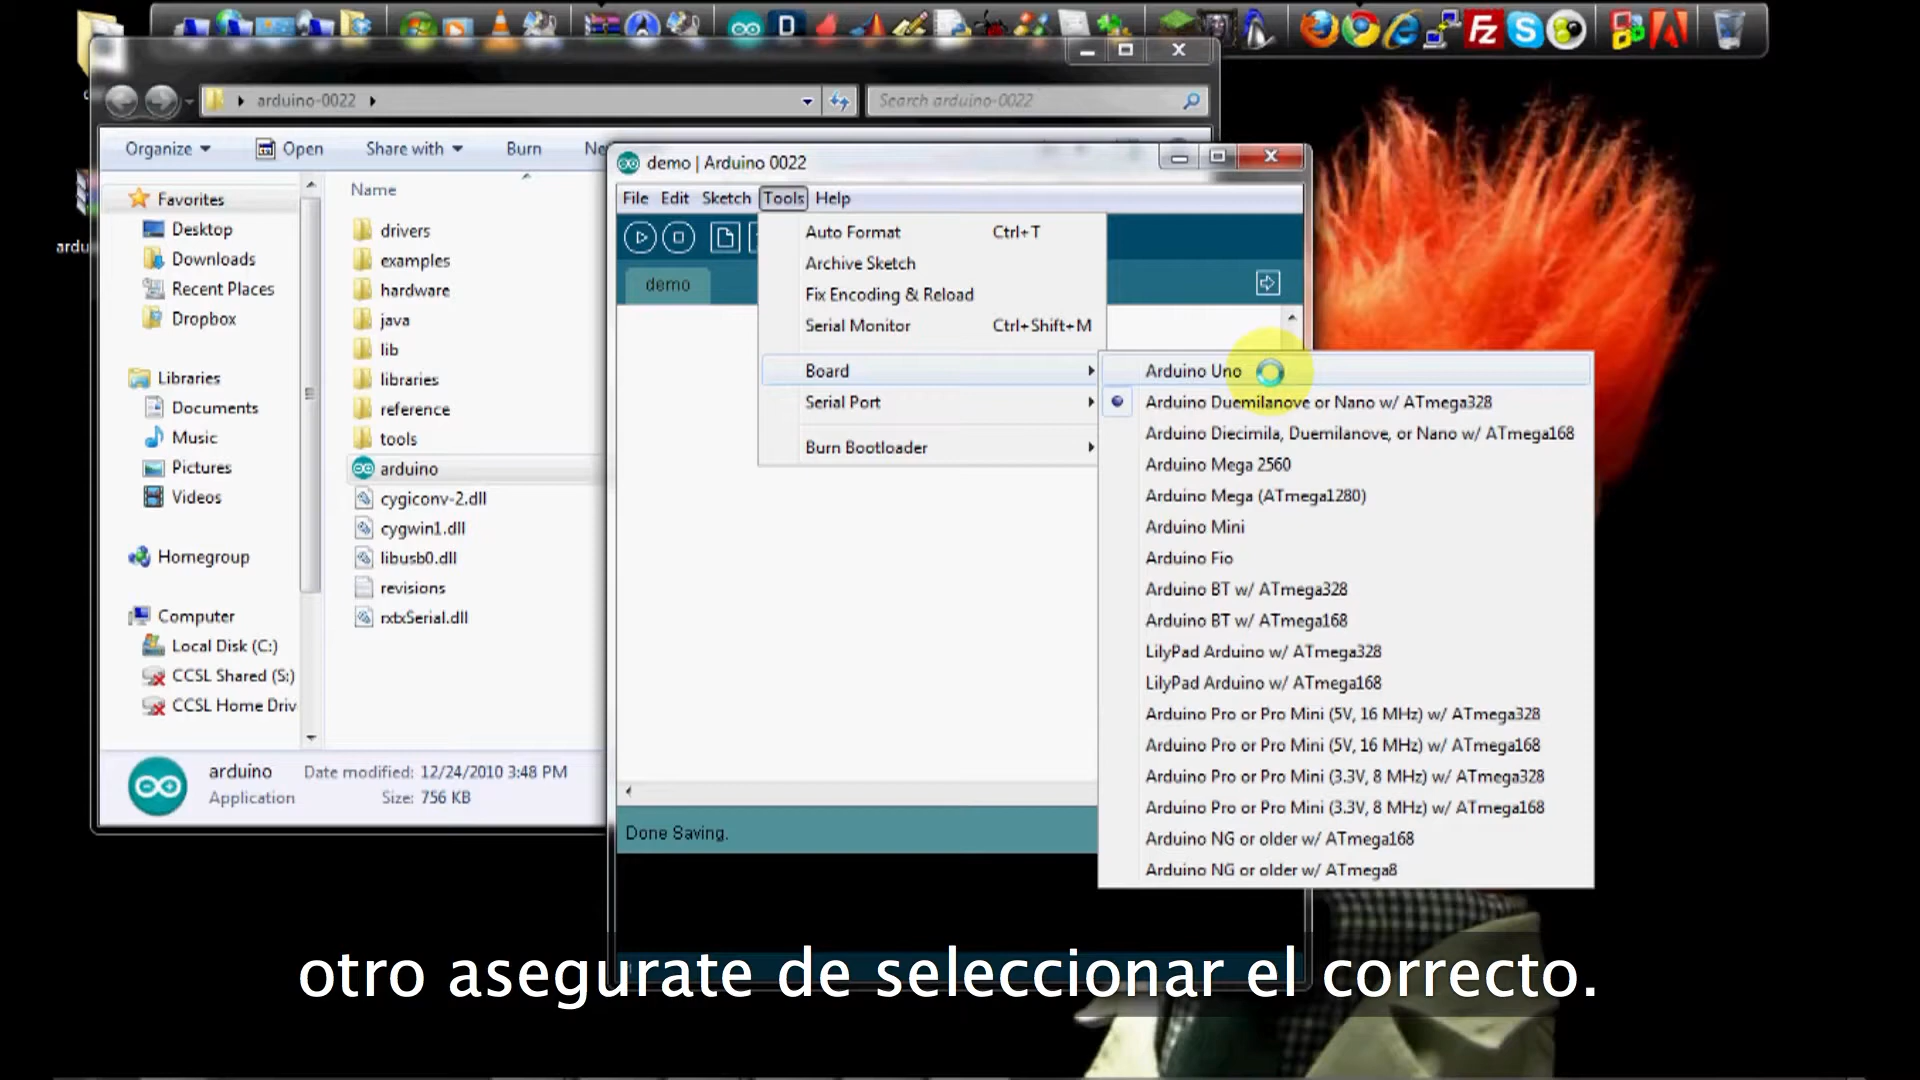 arduino-0022
Search arduino-0022
Organize
Open
Share with
Burn
Ne
Name
Favorites
Desktop
Downloads
Recent Places
Dropbox
Libraries
Documents
Music
Pictures
Videos
Homegroup
Computer
Local Disk (C:)
CCSL Shared (S:)
CCSL Home Driv
drivers
examples
hardware
java
lib
libraries
reference
tools
arduino
cygiconv-2.dll
cygwin1.dll
libusb0.dll
revisions
rxtxSerial.dll
arduino
Date modified: 12/24/2010 3:48 PM
Application
Size: 756 KB
ardu
demo | Arduino 0022
File Edit Sketch Tools Help
demo
Auto Format Ctrl+T
Archive Sketch
Fix Encoding & Reload
Serial Monitor Ctrl+Shift+M
Board
Serial Port
Burn Bootloader
Arduino Uno
Arduino Duemilanove or Nano w/ ATmega328
Arduino Diecimila, Duemilanove, or Nano w/ ATmega168
Arduino Mega 2560
Arduino Mega (ATmega1280)
Arduino Mini
Arduino Fio
Arduino BT w/ ATmega328
Arduino BT w/ ATmega168
LilyPad Arduino w/ ATmega328
LilyPad Arduino w/ ATmega168
Arduino Pro or Pro Mini (5V, 16 MHz) w/ ATmega328
Arduino Pro or Pro Mini (5V, 16 MHz) w/ ATmega168
Arduino Pro or Pro Mini (3.3V, 8 MHz) w/ ATmega328
Arduino Pro or Pro Mini (3.3V, 8 MHz) w/ ATmega168
Arduino NG or older w/ ATmega168
Arduino NG or older w/ ATmega8
Done Saving.
otro asegurate de seleccionar el correcto.